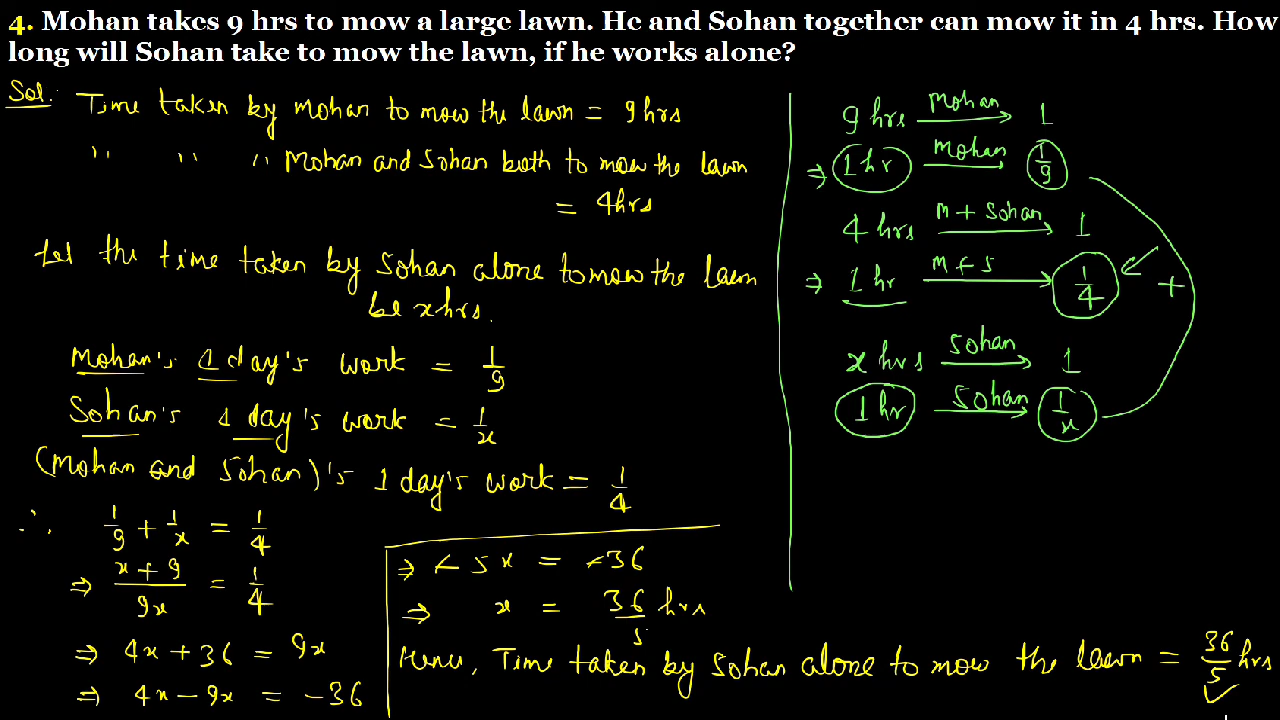 4. Mohan takes 9 hrs to mow a large lawn. He and Sohan together can mow it in 4 hrs. How
long will Sohan take to mow the lawn, if he works alone?
Sol. Time taken by Mohan to mow the lawn = 9 hrs
" " " Mohan and Sohan both to mow the lawn
= 4 hrs
Let the time taken by Sohan alone to mow the lawn
be x hrs.
Mohan's 1 day's work = 1/9
Sohan's 1 day's work = 1/x
(Mohan and Sohan)'s 1 day's work = 1/4
∴ 1/9 + 1/x = 1/4
⇒ (x + 9)/9x = 1/4
⇒ 4x + 36 = 9x
⇒ 4x - 9x = -36
⇒ -5x = -36
⇒ x = 36/5 hrs
Hence, Time taken by Sohan alone to mow the lawn = 36/5 hrs
9 hrs Mohan → 1
⇒ 1 hr Mohan → 1/9
4 hrs M + Sohan → 1
⇒ 1 hr M + S → 1/4
+
x hrs Sohan → 1
1 hr Sohan → 1/x